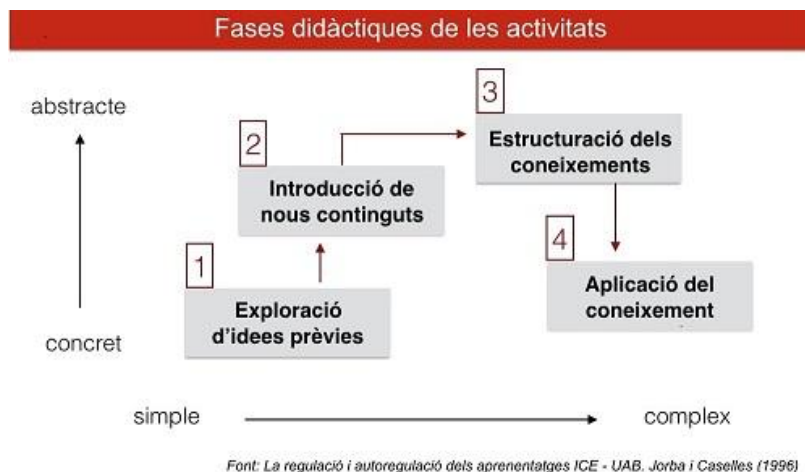 Fases didàctiques de les activitats
abstracte
concret
1
Exploració
d'idees prèvies
2
Introducció de
nous continguts
3
Estructuració dels
coneixements
4
Aplicació del
coneixement
simple
complex
Font: La regulació i autoregulació dels aprenentatges ICE - UAB. Jorba i Caselles (1996)